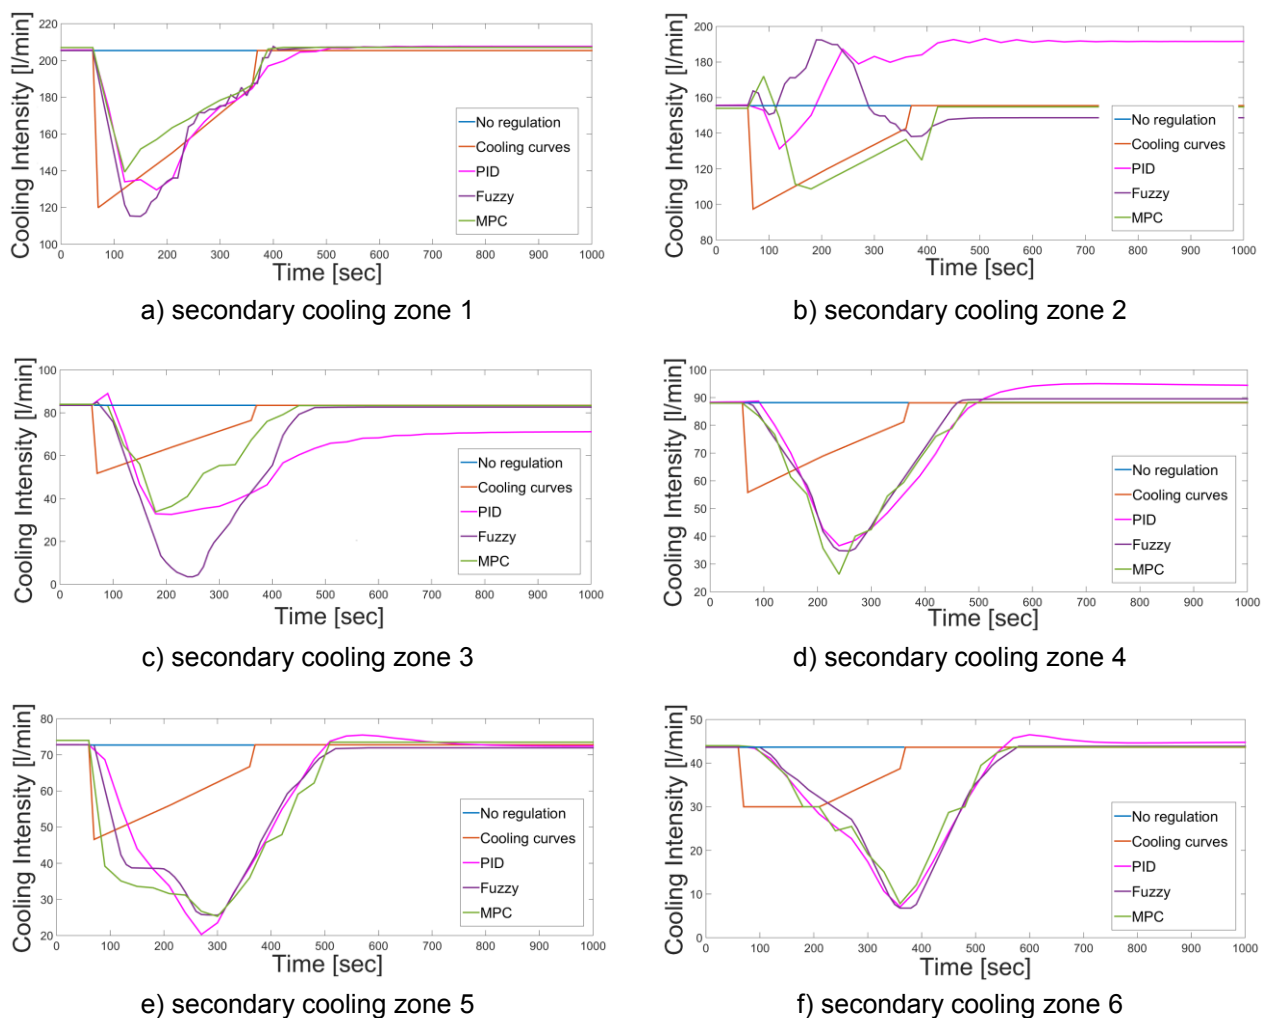 220
200
180
160
140
120
100
0 100 200 300 400 500 600 700 800 900 1000
Cooling Intensity [l/min]
Time [sec]
No regulation
Cooling curves
PID
Fuzzy
MPC
a) secondary cooling zone 1
200
180
160
140
120
100
80
0 100 200 300 400 500 600 700 800 900 1000
Cooling Intensity [l/min]
Time [sec]
No regulation
Cooling curves
PID
Fuzzy
MPC
b) secondary cooling zone 2
100
80
60
40
20
0
0 100 200 300 400 500 600 700 800 900 1000
Cooling Intensity [l/min]
Time [sec]
No regulation
Cooling curves
PID
Fuzzy
MPC
c) secondary cooling zone 3
100
90
80
70
60
50
40
30
20
0 100 200 300 400 500 600 700 800 900 1000
Cooling Intensity [l/min]
Time [sec]
No regulation
Cooling curves
PID
Fuzzy
MPC
d) secondary cooling zone 4
80
70
60
50
40
30
20
0 100 200 300 400 500 600 700 800 900 1000
Cooling Intensity [l/min]
Time [sec]
No regulation
Cooling curves
PID
Fuzzy
MPC
e) secondary cooling zone 5
50
40
30
20
10
0
0 100 200 300 400 500 600 700 800 900 1000
Cooling Intensity [l/min]
Time [sec]
No regulation
Cooling curves
PID
Fuzzy
MPC
f) secondary cooling zone 6